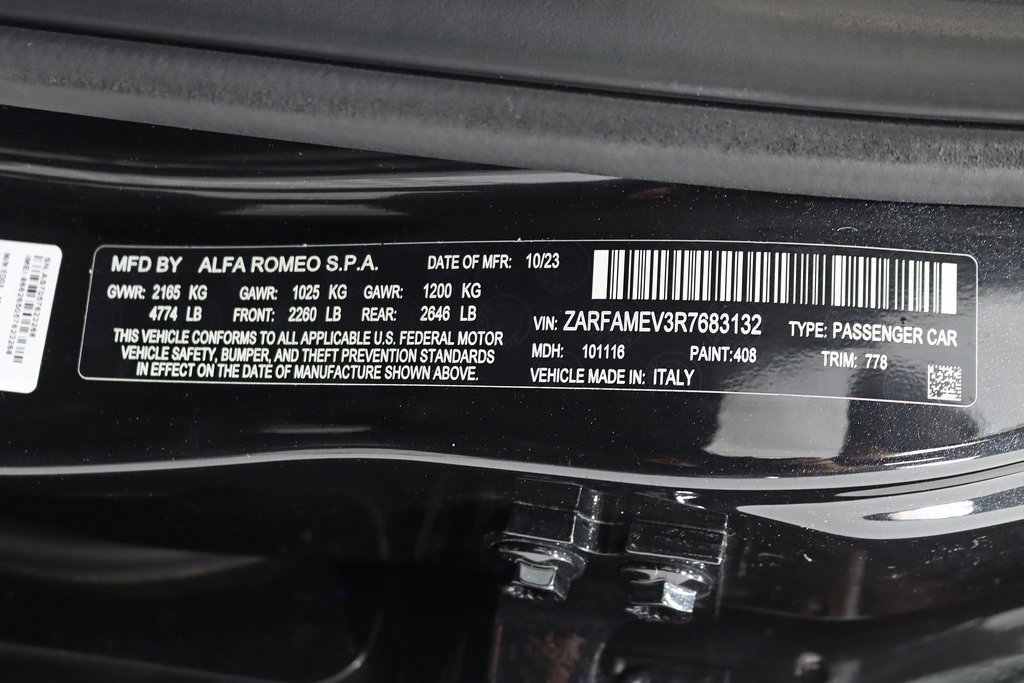 MFD BY ALFA ROMEO S.P.A. DATE OF MFR: 10/23
GVWR: 2165 KG GAWR: 1025 KG GAWR: 1200 KG
4774 LB FRONT: 2260 LB REAR: 2646 LB
THIS VEHICLE CONFORMS TO ALL APPLICABLE U.S. FEDERAL MOTOR
VEHICLE SAFETY, BUMPER, AND THEFT PREVENTION STANDARDS
IN EFFECT ON THE DATE OF MANUFACTURE SHOWN ABOVE.
VIN: ZARFAMEV3R7683132 TYPE: PASSENGER CAR
MDH: 101116 PAINT:408 TRIM: 778
VEHICLE MADE IN: ITALY